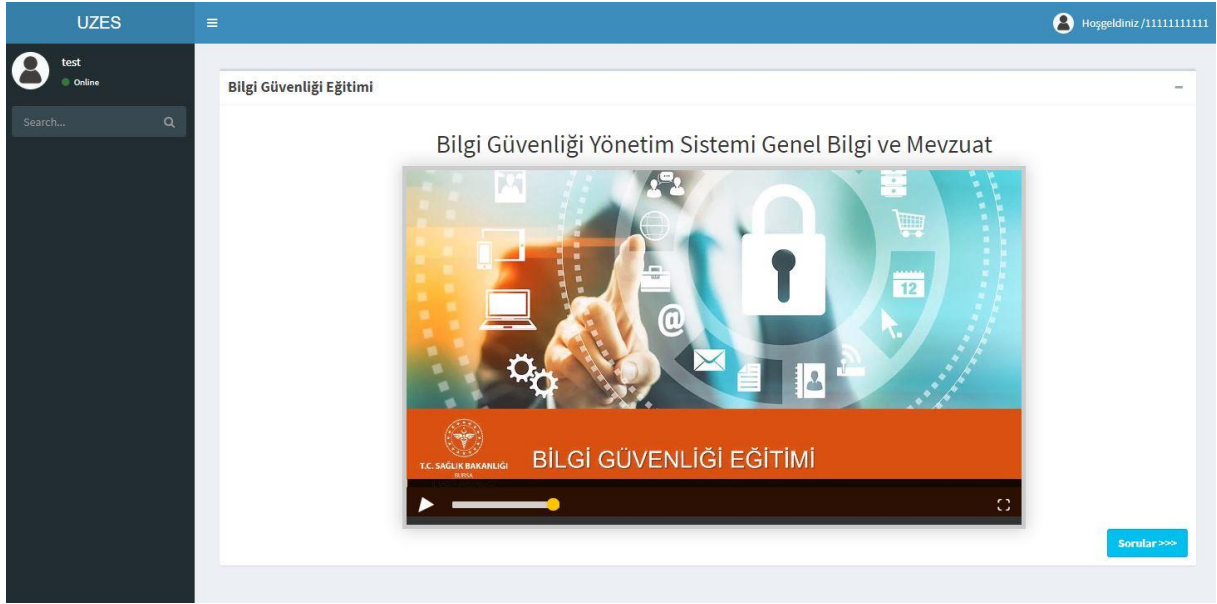 UZES
Hoşgeldiniz /11111111111
test
Online
Search...
Bilgi Güvenliği Eğitimi
Bilgi Güvenliği Yönetim Sistemi Genel Bilgi ve Mevzuat
12
@
T.C. SAĞLIK BAKANLIĞI
BURSA
BİLGİ GÜVENLİĞİ EĞİTİMİ
Sorular >>>